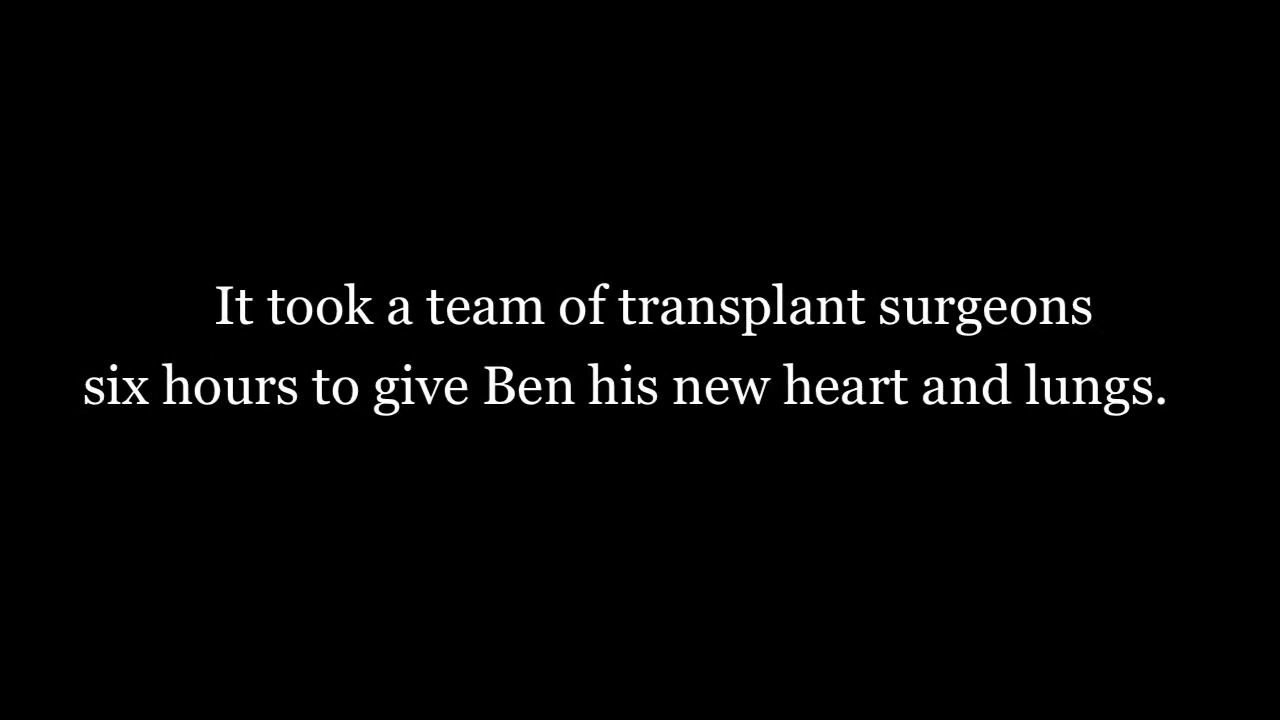 It took a team of transplant surgeons
six hours to give Ben his new heart and lungs.